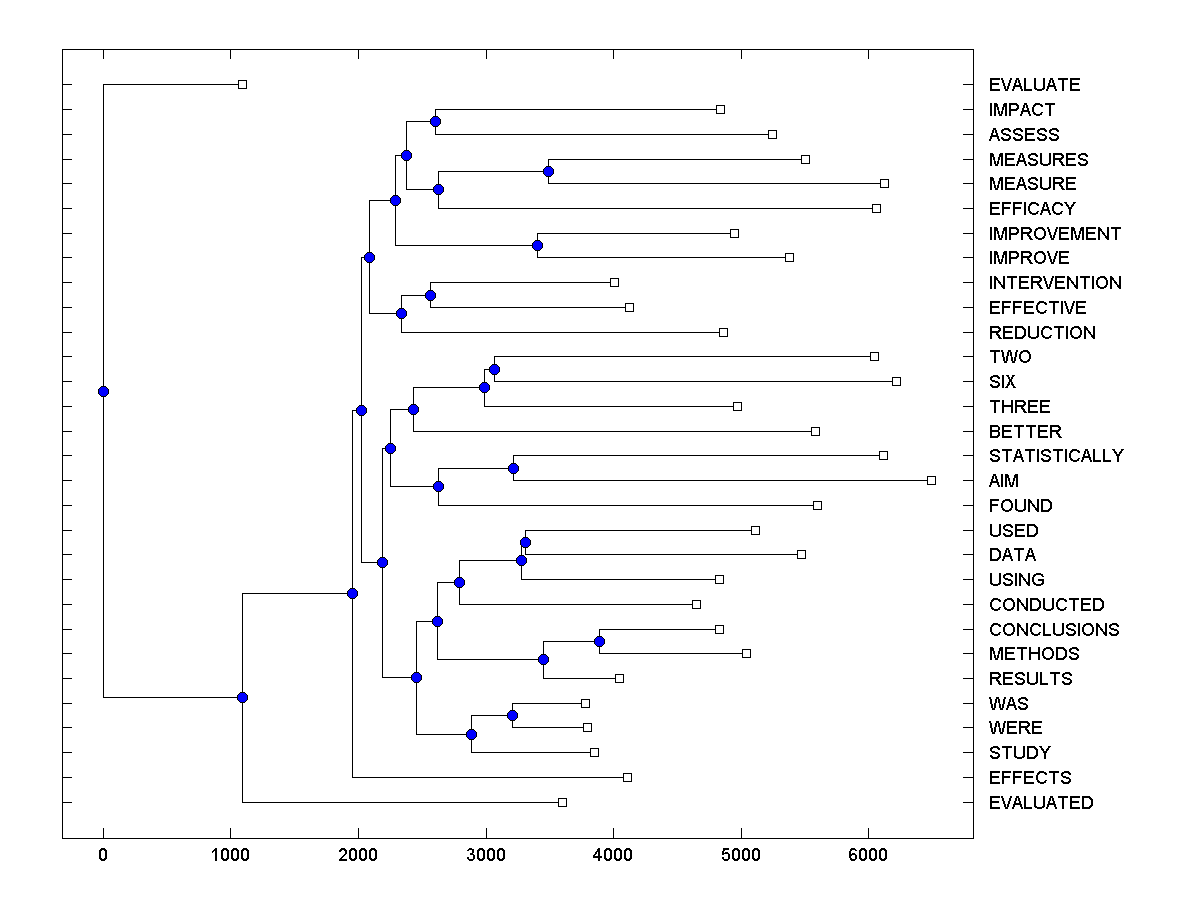 EVALUATE
IMPACT
ASSESS
MEASURES
MEASURE
EFFICACY
IMPROVEMENT
IMPROVE
INTERVENTION
EFFECTIVE
REDUCTION
TWO
SIX
THREE
BETTER
STATISTICALLY
AIM
FOUND
USED
DATA
USING
CONDUCTED
CONCLUSIONS
METHODS
RESULTS
WAS
WERE
STUDY
EFFECTS
EVALUATED
0 1000 2000 3000 4000 5000 6000